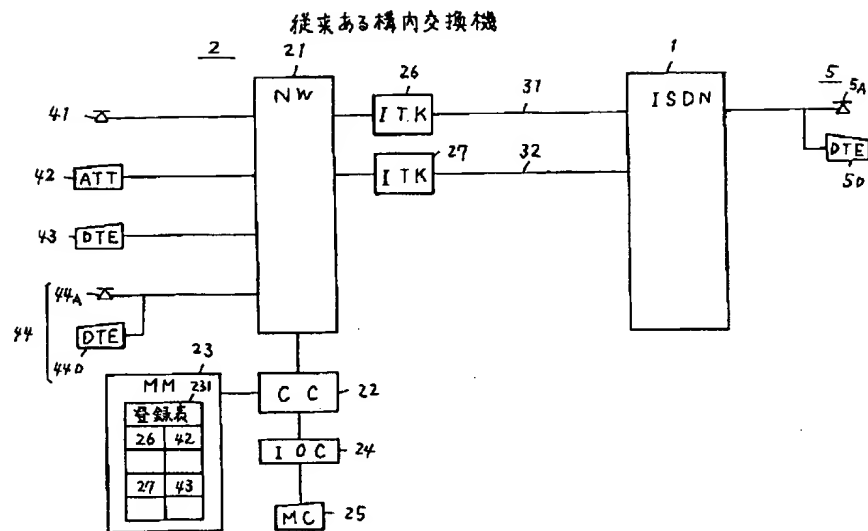 従来ある構内交換機
2
21
NW
26
ITK
31
1
ISDN
5
5A
DTE
5D
41
42
ATT
27
ITK
32
43
DTE
44
44A
DTE
44D
23
MM
231
登録表
26 42
27 43
CC
22
IOC
24
MC
25